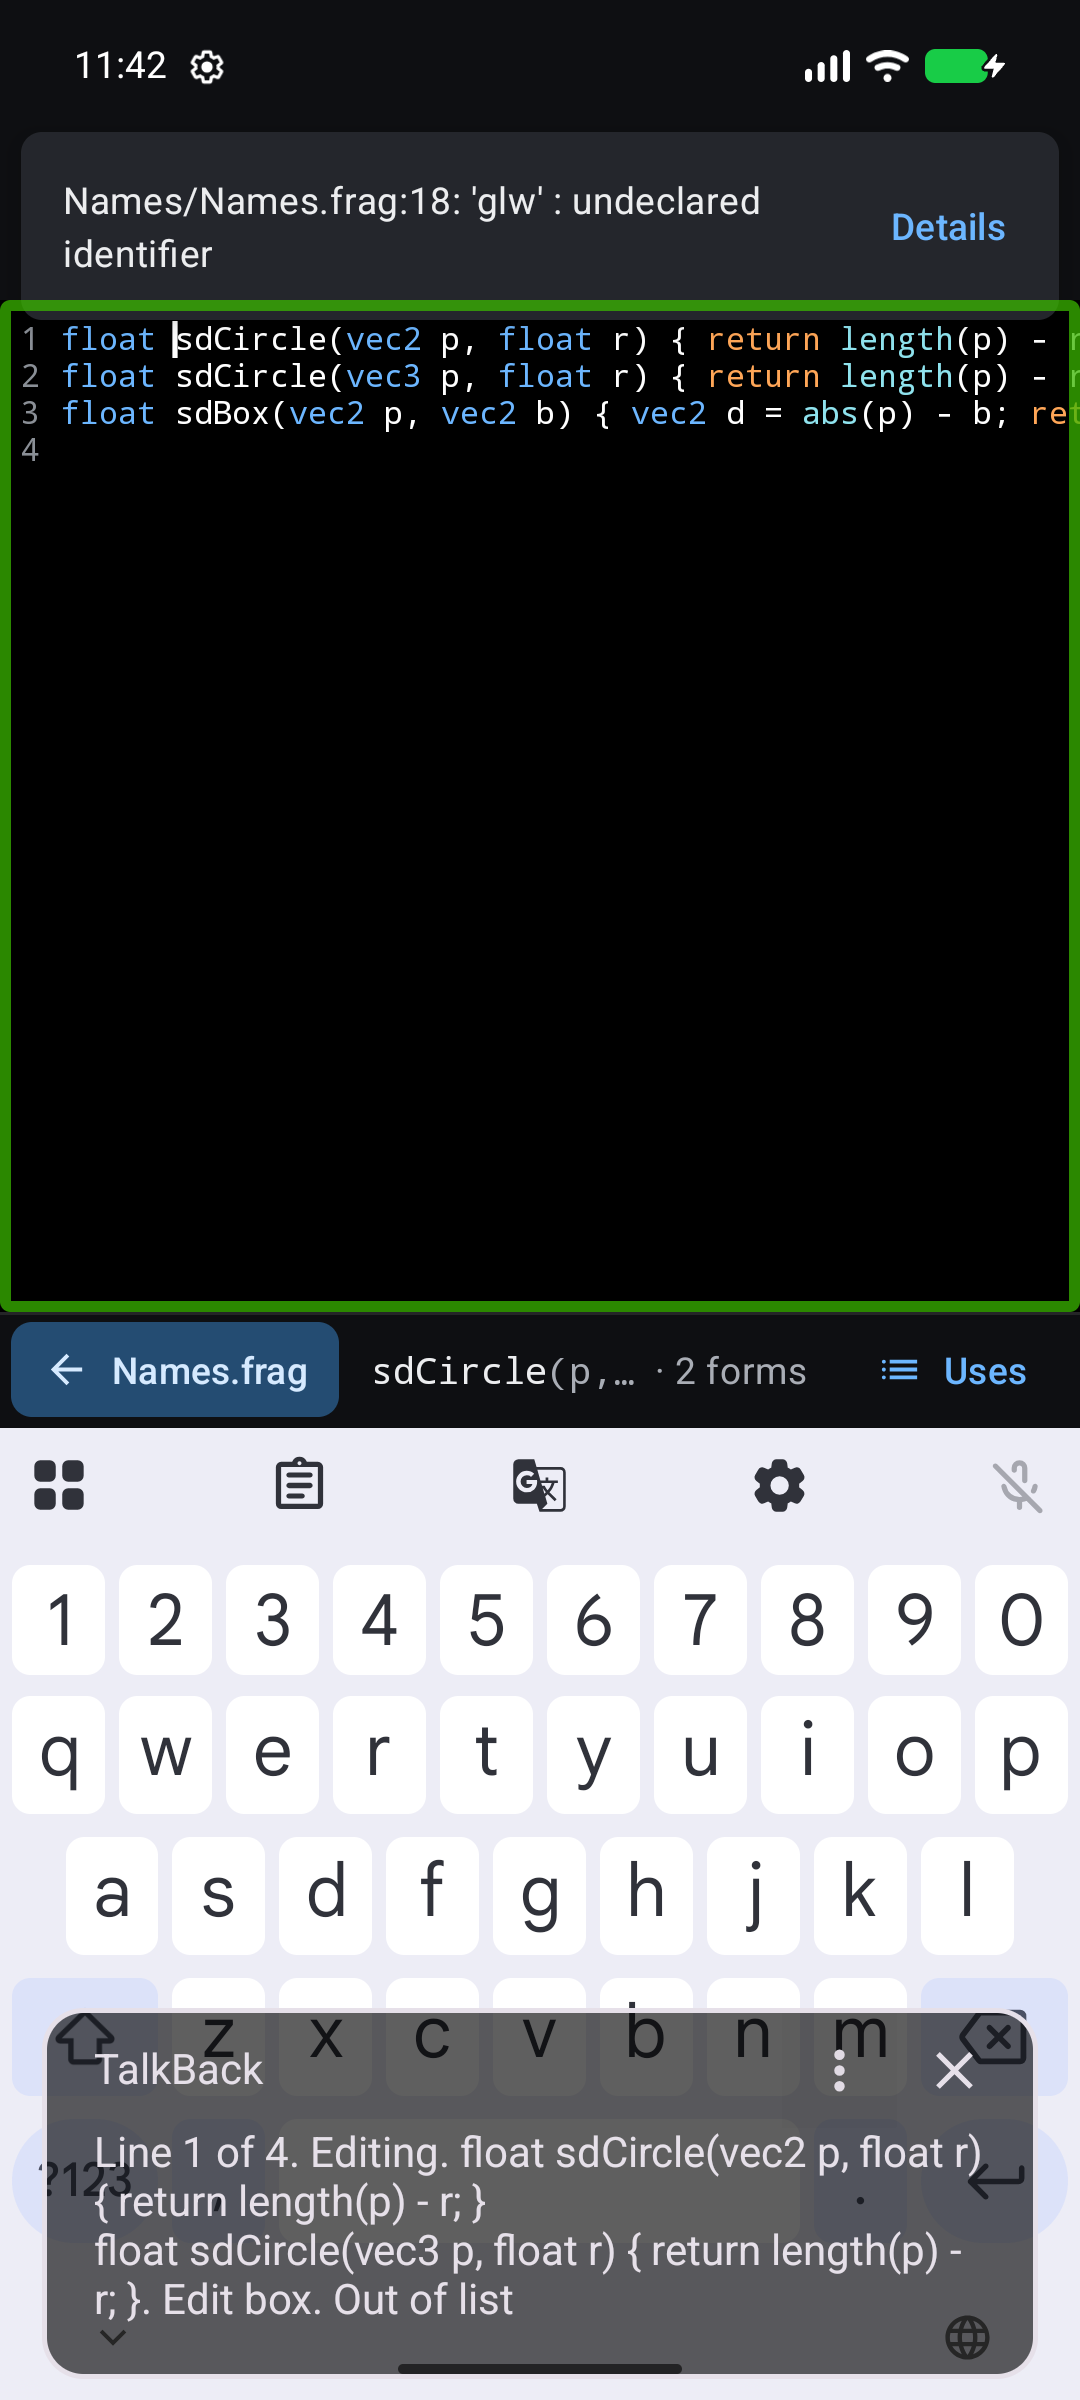 11:42
Names/Names.frag:18: 'glw' : undeclared
identifier
Details
1 float sdCircle(vec2 p, float r) { return length(p) - r
2 float sdCircle(vec3 p, float r) { return length(p) - r
3 float sdBox(vec2 p, vec2 b) { vec2 d = abs(p) - b; ret
4
Names.frag
sdCircle(p,… · 2 forms
Uses
1 2 3 4 5 6 7 8 9 0
q w e r t y u i o p
a s d f g h j k l
z x c v b n m
TalkBack
?123 , .
Line 1 of 4. Editing. float sdCircle(vec2 p, float r)
{ return length(p) - r; }
float sdCircle(vec3 p, float r) { return length(p) -
r; }. Edit box. Out of list